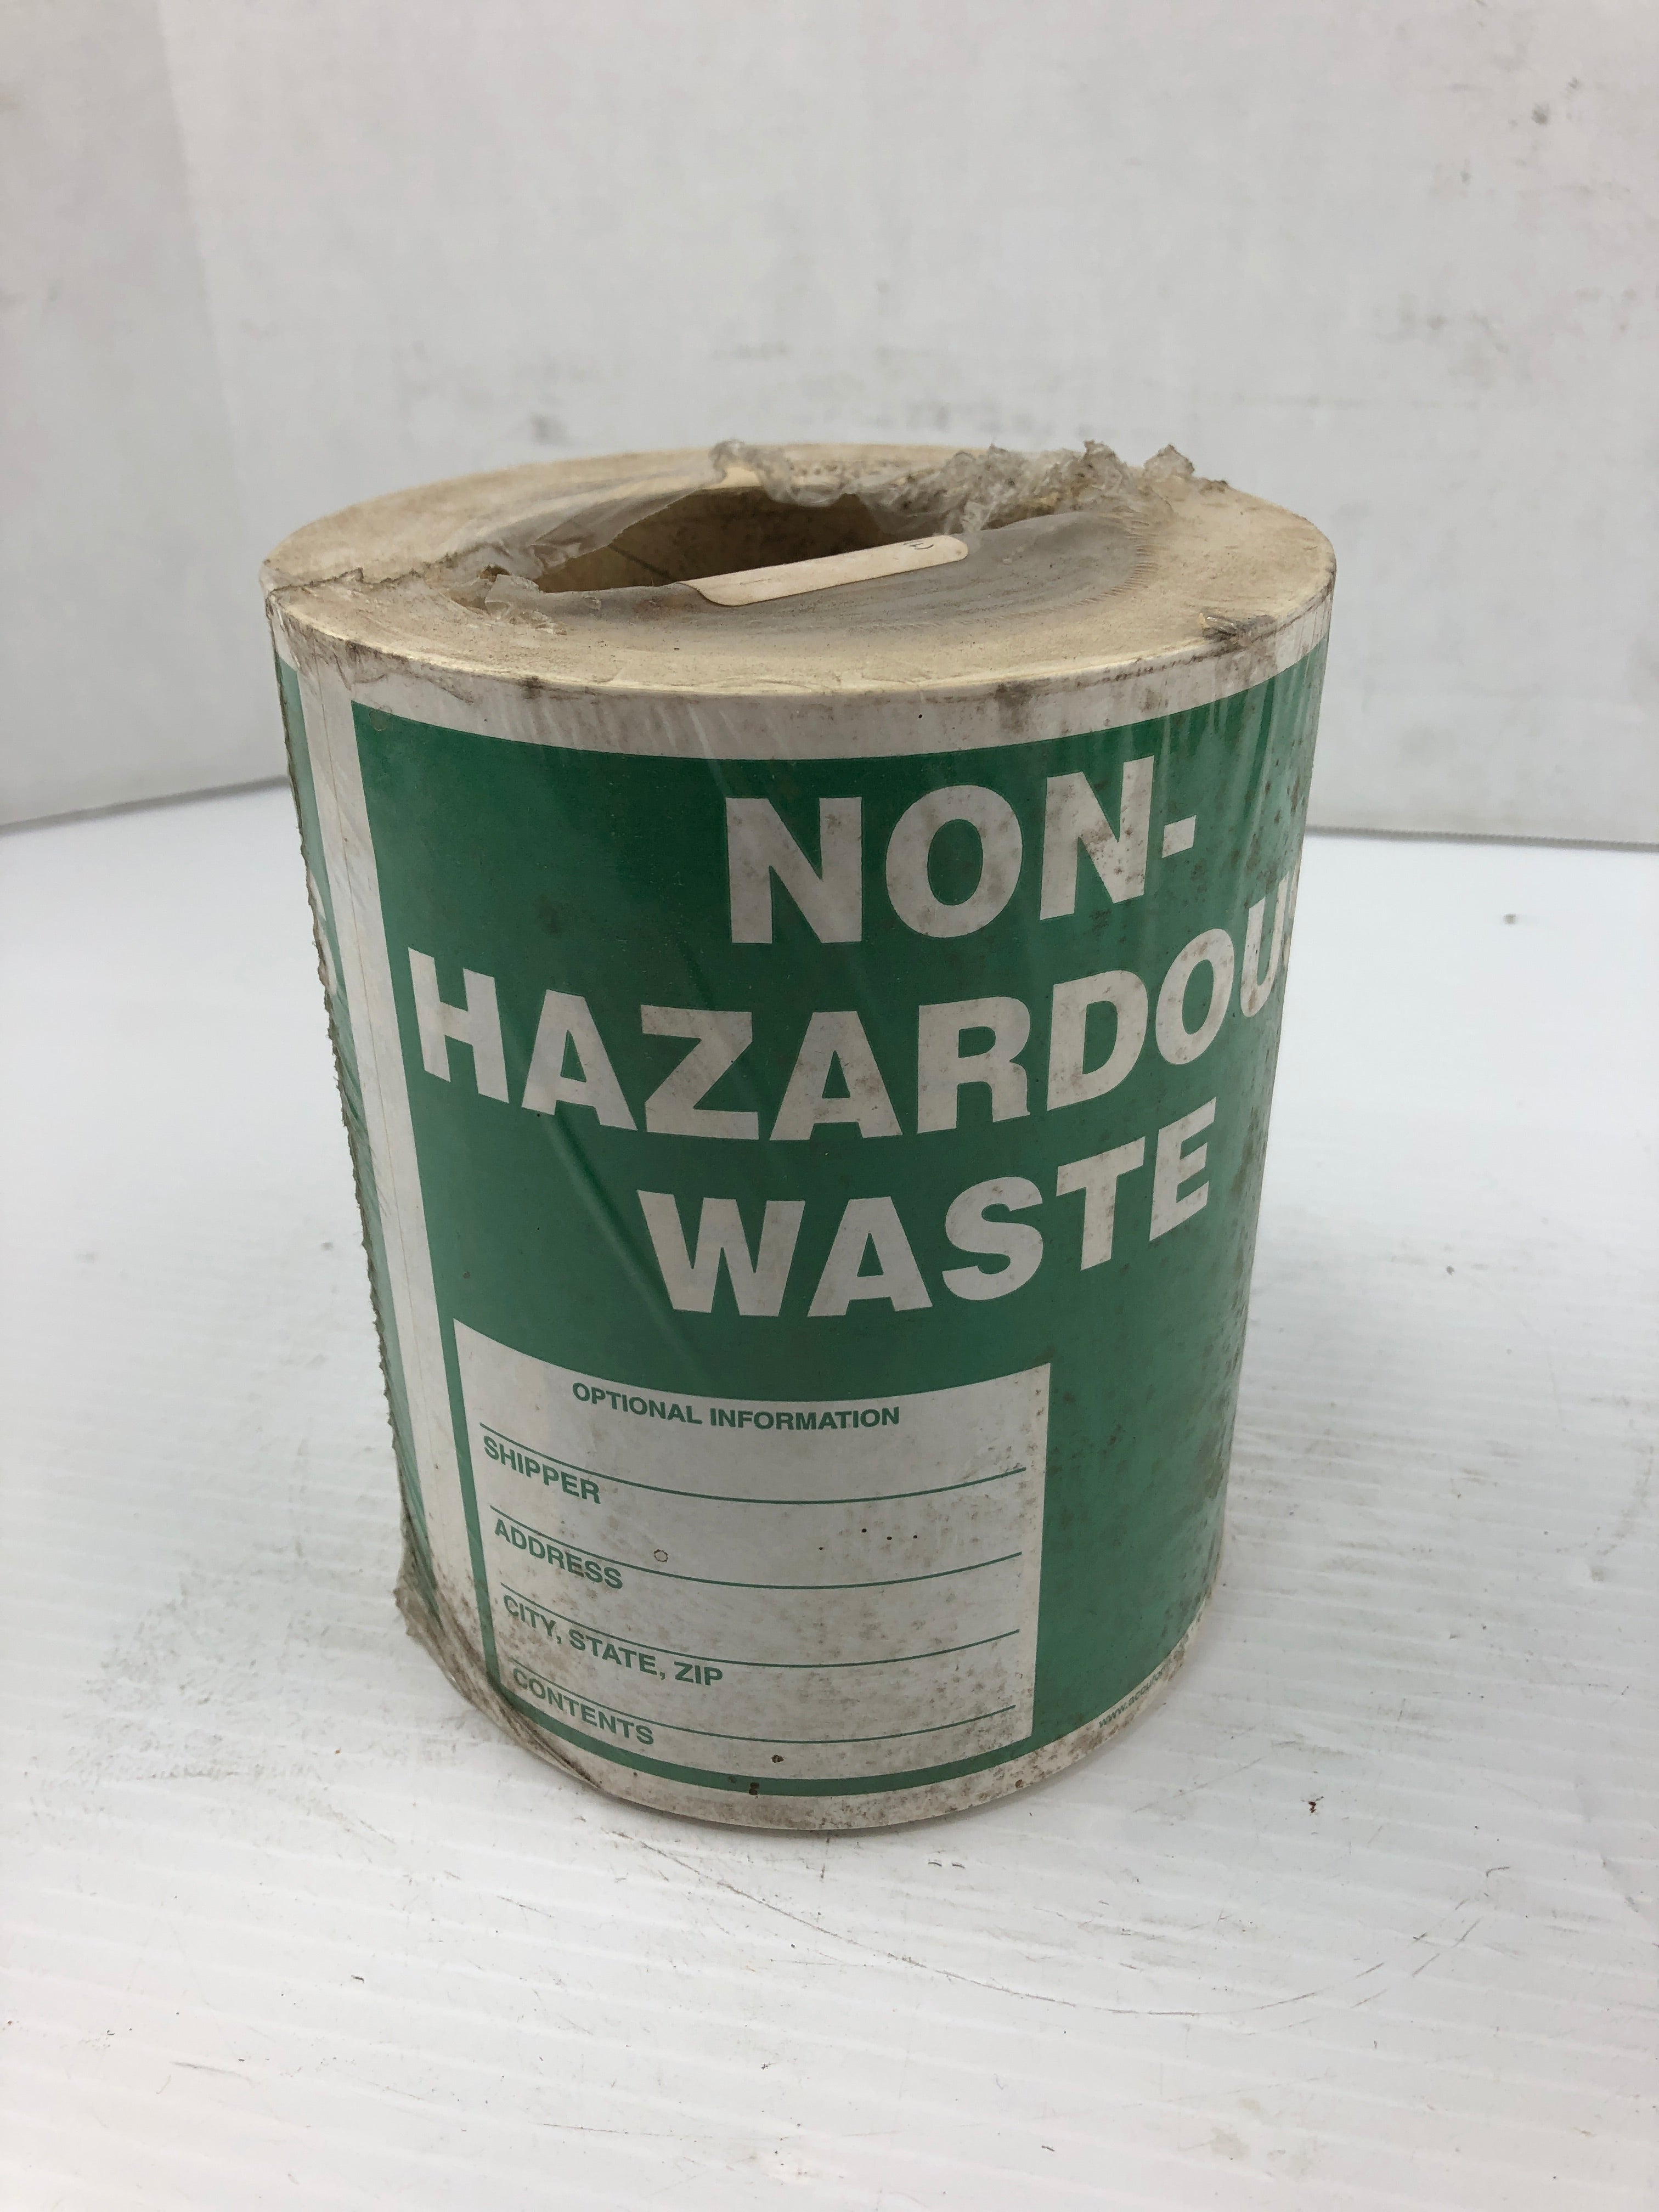 NON-
HAZARDOU
WASTE
OPTIONAL INFORMATION
SHIPPER
ADDRESS
CITY, STATE, ZIP
CONTENTS